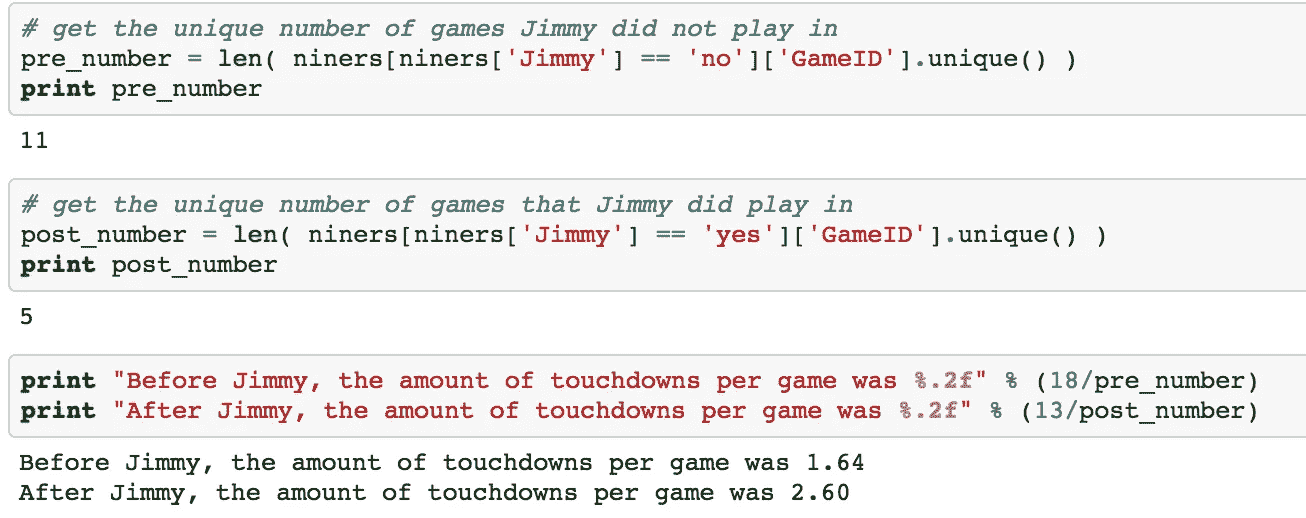 # get the unique number of games Jimmy did not play in
pre_number = len( niners[niners['Jimmy'] == 'no']['GameID'].unique() )
print pre_number
11
# get the unique number of games that Jimmy did play in
post_number = len( niners[niners['Jimmy'] == 'yes']['GameID'].unique() )
print post_number
5
print "Before Jimmy, the amount of touchdowns per game was %.2f" % (18/pre_number)
print "After Jimmy, the amount of touchdowns per game was %.2f" % (13/post_number)
Before Jimmy, the amount of touchdowns per game was 1.64
After Jimmy, the amount of touchdowns per game was 2.60